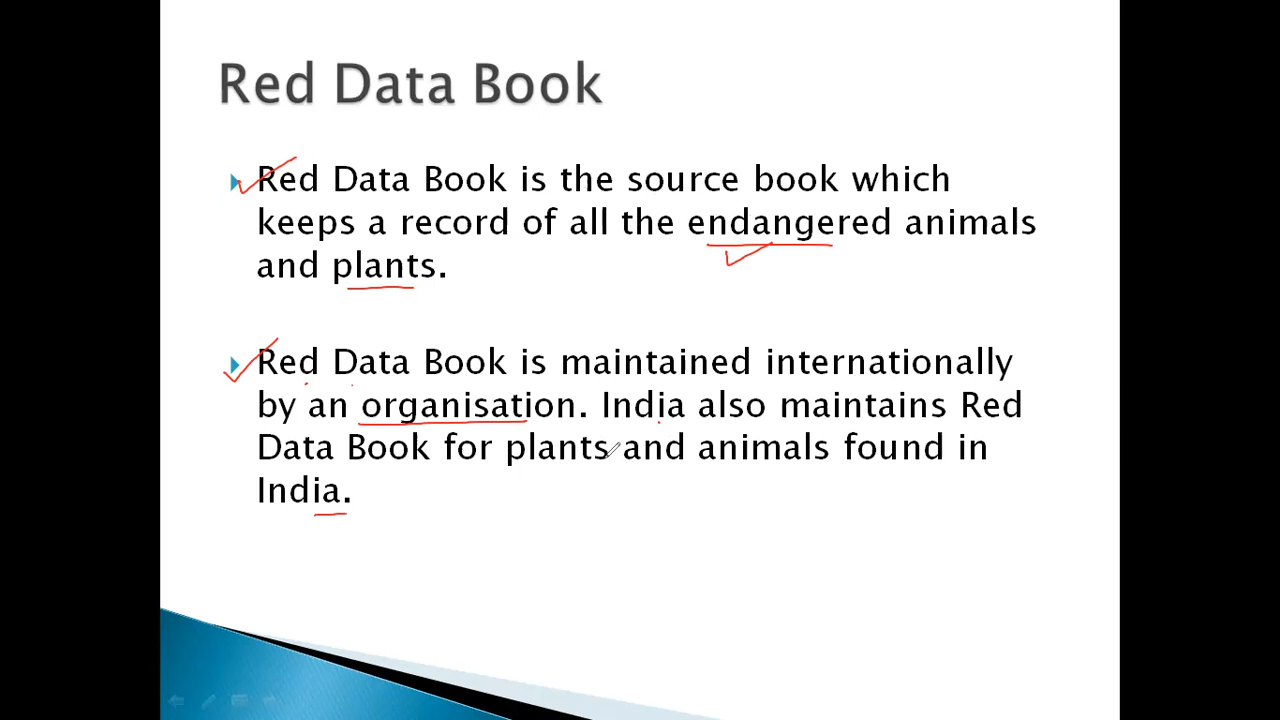 Red Data Book
Red Data Book is the source book which
keeps a record of all the endangered animals
and plants.
Red Data Book is maintained internationally
by an organisation. India also maintains Red
Data Book for plants and animals found in
India.